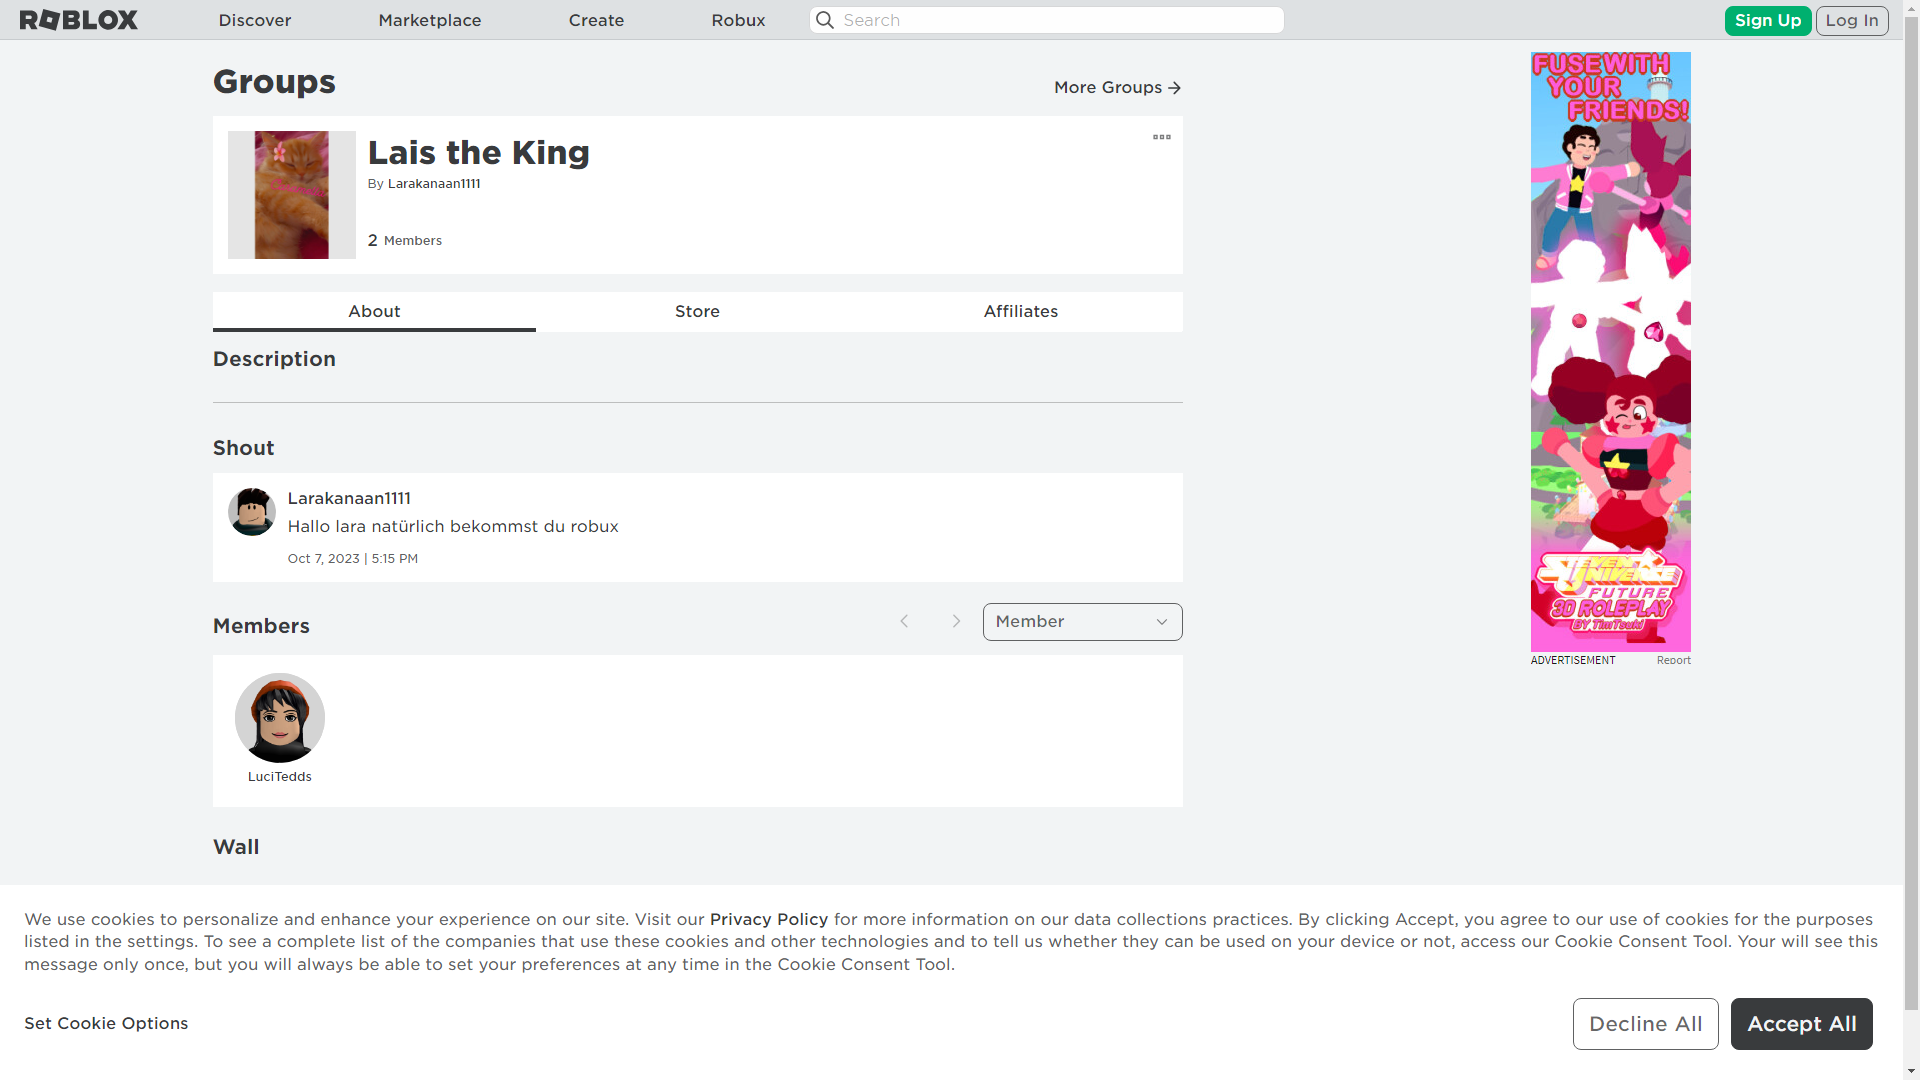 ROBLOX
Discover
Marketplace
Create
Robux
Search
Sign Up
Log In
Groups
More Groups
Lais the King
By Larakanaan1111
2 Members
About
Store
Affiliates
Description
Shout
Larakanaan1111
Hallo lara natürlich bekommst du robux
Oct 7, 2023 | 5:15 PM
Members
Member
LuciTedds
Wall
FUSE WITH
YOUR
FRIENDS!
STEVEN
UNIVERSE
FUTURE
3D ROLEPLAY
BY TimTsuki
ADVERTISEMENT
Report
We use cookies to personalize and enhance your experience on our site. Visit our Privacy Policy for more information on our data collections practices. By clicking Accept, you agree to our use of cookies for the purposes
listed in the settings. To see a complete list of the companies that use these cookies and other technologies and to tell us whether they can be used on your device or not, access our Cookie Consent Tool. Your will see this
message only once, but you will always be able to set your preferences at any time in the Cookie Consent Tool.
Set Cookie Options
Decline All
Accept All